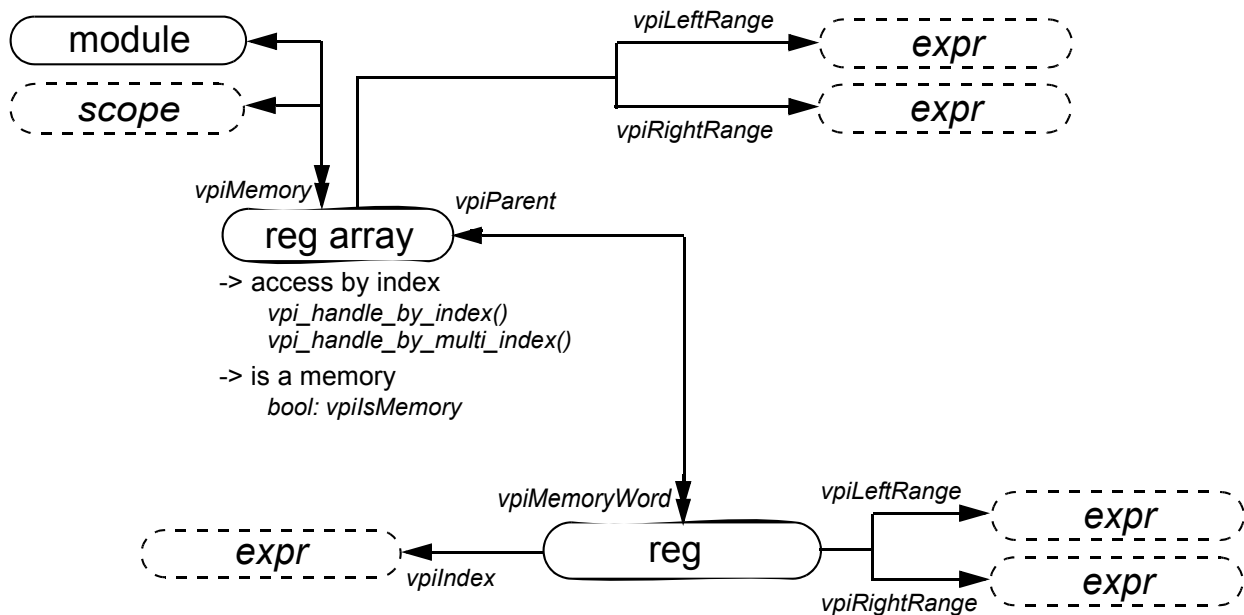 module
vpiLeftRange
expr
scope
expr
vpiRightRange
vpiMemory
vpiParent
reg array
-> access by index
vpi_handle_by_index()
vpi_handle_by_multi_index()
-> is a memory
bool: vpiIsMemory
vpiMemoryWord
vpiLeftRange
expr
expr
vpiIndex
reg
expr
vpiRightRange